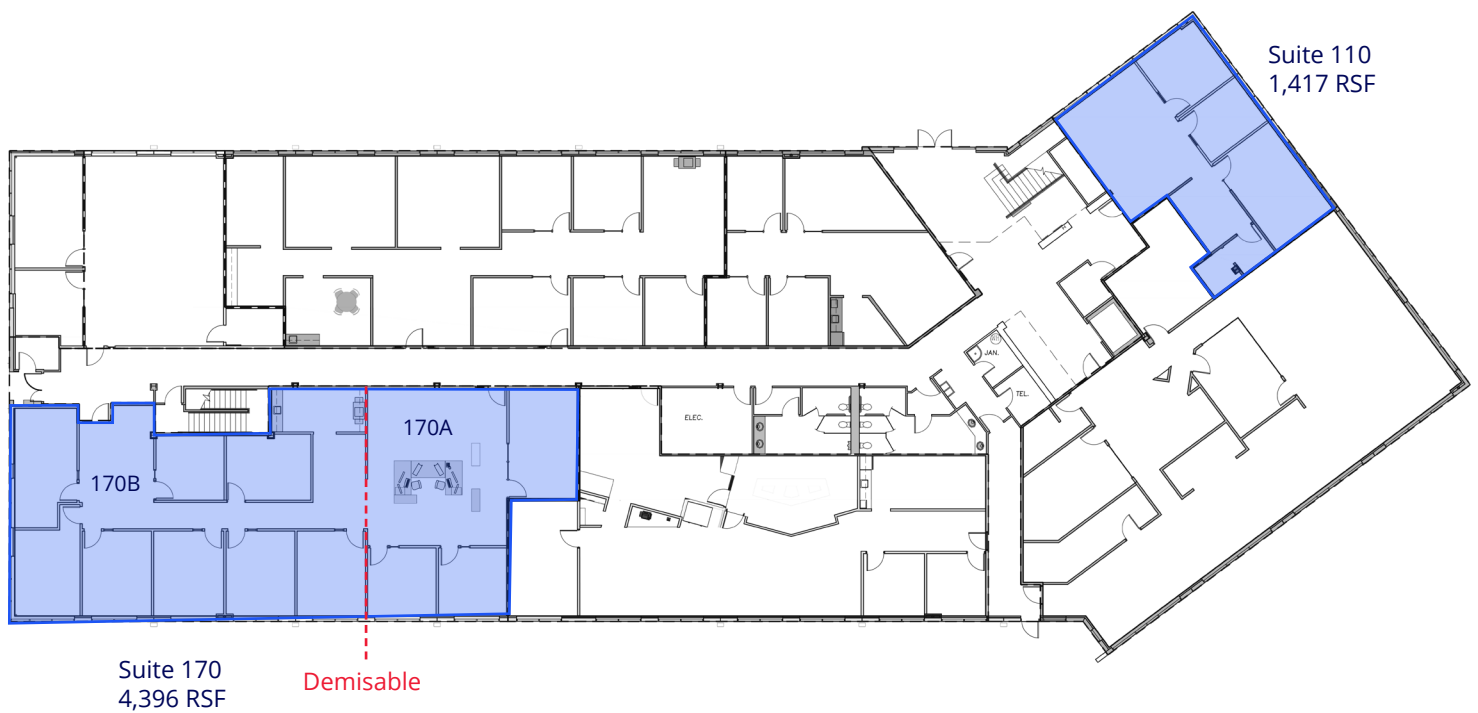 Suite 110
1,417 RSF
JAN.
TEL.
ELEC.
170A
170B
Suite 170
4,396 RSF
Demisable